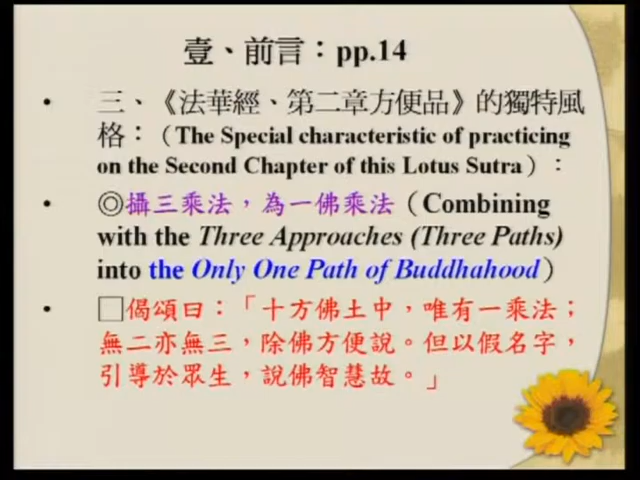 壹、前言：pp.14
• 三、《法華經、第二章方便品》的獨特風
格：（The Special characteristic of practicing
on the Second Chapter of this Lotus Sutra）：
• ◎攝三乘法，為一佛乘法（Combining
with the Three Approaches (Three Paths)
into the Only One Path of Buddhahood）
• □偈頌曰：「十方佛土中，唯有一乘法；
無二亦無三，除佛方便說。但以假名字，
引導於眾生，說佛智慧故。」